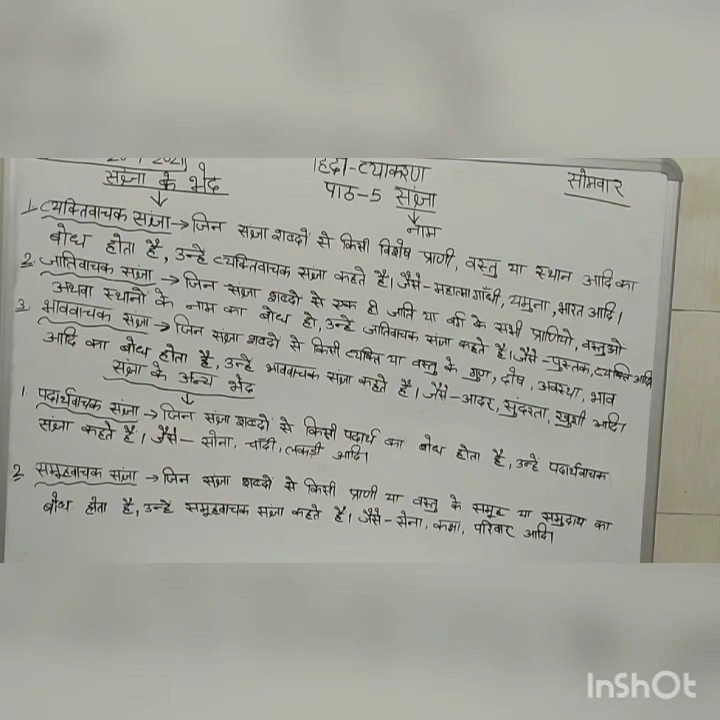 हिंदी-व्याकरण
सोमवार
पाठ-5 संज्ञा
नाम
संज्ञा के भेद
1. व्यक्तिवाचक संज्ञा → जिन संज्ञा शब्दों से किसी विशेष प्राणी, वस्तु या स्थान आदि का
बोध होता है, उन्हें व्यक्तिवाचक संज्ञा कहते है। जैसे - महात्मा गाँधी, यमुना, भारत आदि।
2. जातिवाचक संज्ञा → जिन संज्ञा शब्दों से एक ही जाति या वर्ग के सभी प्राणियो, वस्तुओ
अथवा स्थानों के नाम का बोध हो, उन्हें जातिवाचक संज्ञा कहते है। जैसे - पुस्तक, व्यक्ति आदि
3. भाववाचक संज्ञा → जिन संज्ञा शब्दों से किसी व्यक्ति या वस्तु के गुण, दोष, अवस्था, भाव
आदि का बोध होता है, उन्हें भाववाचक संज्ञा कहते है। जैसे - आदर, सुंदरता, खुशी आदि।
संज्ञा के अन्य भेद
1. पदार्थवाचक संज्ञा → जिन संज्ञा शब्दों से किसी पदार्थ का बोध होता है, उन्हें पदार्थवाचक
संज्ञा कहते है। जैसे - सोना, चाँदी, लकड़ी आदि।
2. समूहवाचक संज्ञा → जिन संज्ञा शब्दों से किसी प्राणी या वस्तु के समूह या समुदाय का
बोध होता है, उन्हें समूहवाचक संज्ञा कहते है। जैसे - सेना, कक्षा, परिवार आदि।
InShOt